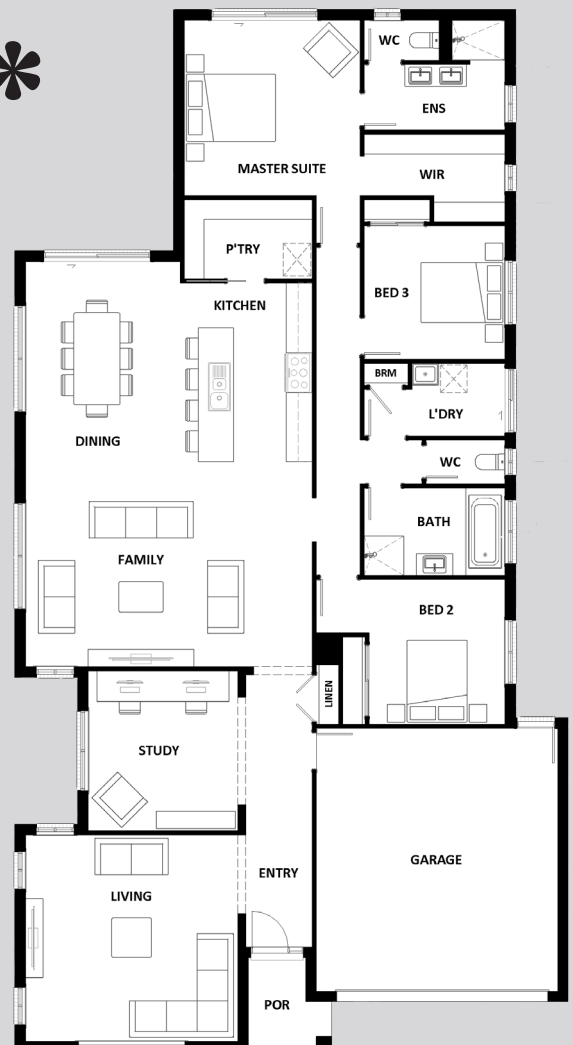 WC
ENS
MASTER SUITE
WIR
P'TRY
KITCHEN
BED 3
BRM
L'DRY
DINING
WC
BATH
FAMILY
BED 2
LINEN
STUDY
GARAGE
ENTRY
LIVING
POR